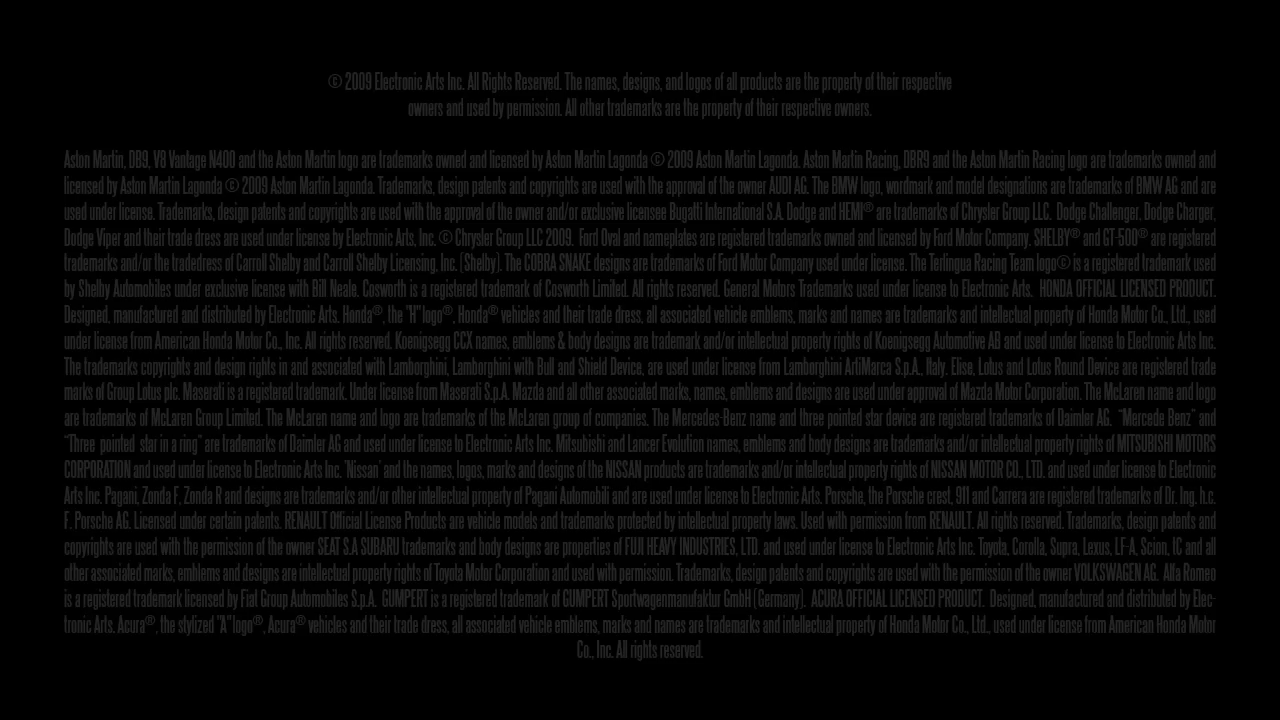 © 2009 Electronic Arts Inc. All Rights Reserved. The names, designs, and logos of all products are the property of their respective
owners and used by permission. All other trademarks are the property of their respective owners.
Aston Martin, DB9, V8 Vantage N400 and the Aston Martin logo are trademarks owned and licensed by Aston Martin Lagonda © 2009 Aston Martin Lagonda. Aston Martin Racing, DBR9 and the Aston Martin Racing logo are trademarks owned and
licensed by Aston Martin Lagonda © 2009 Aston Martin Lagonda. Trademarks, design patents and copyrights are used with the approval of the owner AUDI AG. The BMW logo, wordmark and model designations are trademarks of BMW AG and are
used under license. Trademarks, design patents and copyrights are used with the approval of the owner and/or exclusive licensee Bugatti International S.A. Dodge and HEMI® are trademarks of Chrysler Group LLC. Dodge Challenger, Dodge Charger,
Dodge Viper and their trade dress are used under license by Electronic Arts, Inc. © Chrysler Group LLC 2009. Ford Oval and nameplates are registered trademarks owned and licensed by Ford Motor Company. SHELBY® and GT-500® are registered
trademarks and/or the tradedress of Carroll Shelby and Carroll Shelby Licensing, Inc. (Shelby). The COBRA SNAKE designs are trademarks of Ford Motor Company used under license. The Terlingua Racing Team logo® is a registered trademark used
by Shelby Automobiles under exclusive license with Bill Neale. Cosworth is a registered trademark of Cosworth Limited. All rights reserved. General Motors Trademarks used under license to Electronic Arts. HONDA OFFICIAL LICENSED PRODUCT.
Designed, manufactured and distributed by Electronic Arts. Honda®, the "H" logo®, Honda® vehicles and their trade dress, all associated vehicle emblems, marks and names are trademarks and intellectual property of Honda Motor Co., Ltd., used
under license from American Honda Motor Co., Inc. All rights reserved. Koenigsegg CCX names, emblems & body designs are trademark and/or intellectual property rights of Koenigsegg Automotive AB and used under license to Electronic Arts Inc.
The trademarks copyrights and design rights in and associated with Lamborghini, Lamborghini with Bull and Shield Device, are used under license from Lamborghini ArtiMarca S.p.A., Italy. Elise, Lotus and Lotus Round Device are registered trade
marks of Group Lotus plc. Maserati is a registered trademark. Under license from Maserati S.p.A. Mazda and all other associated marks, names, emblems and designs are used under approval of Mazda Motor Corporation. The McLaren name and logo
are trademarks of McLaren Group Limited. The McLaren name and logo are trademarks of the McLaren group of companies. The Mercedes-Benz name and three pointed star device are registered trademarks of Daimler AG. "Mercede Benz" and
"Three pointed star in a ring" are trademarks of Daimler AG and used under license to Electronic Arts Inc. Mitsubishi and Lancer Evolution names, emblems and body designs are trademarks and/or intellectual property rights of MITSUBISHI MOTORS
CORPORATION and used under license to Electronic Arts Inc. 'Nissan' and the names, logos, marks and designs of the NISSAN products are trademarks and/or intellectual property rights of NISSAN MOTOR CO., LTD. and used under license to Electronic
Arts Inc. Pagani, Zonda F, Zonda R and designs are trademarks and/or other intellectual property of Pagani Automobili and are used under license to Electronic Arts. Porsche, the Porsche crest, 911 and Carrera are registered trademarks of Dr. Ing. h.c.
F. Porsche AG. Licensed under certain patents. RENAULT Official License Products are vehicle models and trademarks protected by intellectual property laws. Used with permission from RENAULT. All rights reserved. Trademarks, design patents and
copyrights are used with the permission of the owner SEAT S.A SUBARU trademarks and body designs are properties of FUJI HEAVY INDUSTRIES, LTD. and used under license to Electronic Arts Inc. Toyota, Corolla, Supra, Lexus, LF-A, Scion, tC and all
other associated marks, emblems and designs are intellectual property rights of Toyota Motor Corporation and used with permission. Trademarks, design patents and copyrights are used with the permission of the owner VOLKSWAGEN AG. Alfa Romeo
is a registered trademark licensed by Fiat Group Automobiles S.p.A. GUMPERT is a registered trademark of GUMPERT Sportwagenmanufaktur GmbH (Germany). ACURA OFFICIAL LICENSED PRODUCT. Designed, manufactured and distributed by Elec-
tronic Arts. Acura®, the stylized "A" logo®, Acura® vehicles and their trade dress, all associated vehicle emblems, marks and names are trademarks and intellectual property of Honda Motor Co., Ltd., used under license from American Honda Motor
Co., Inc. All rights reserved.